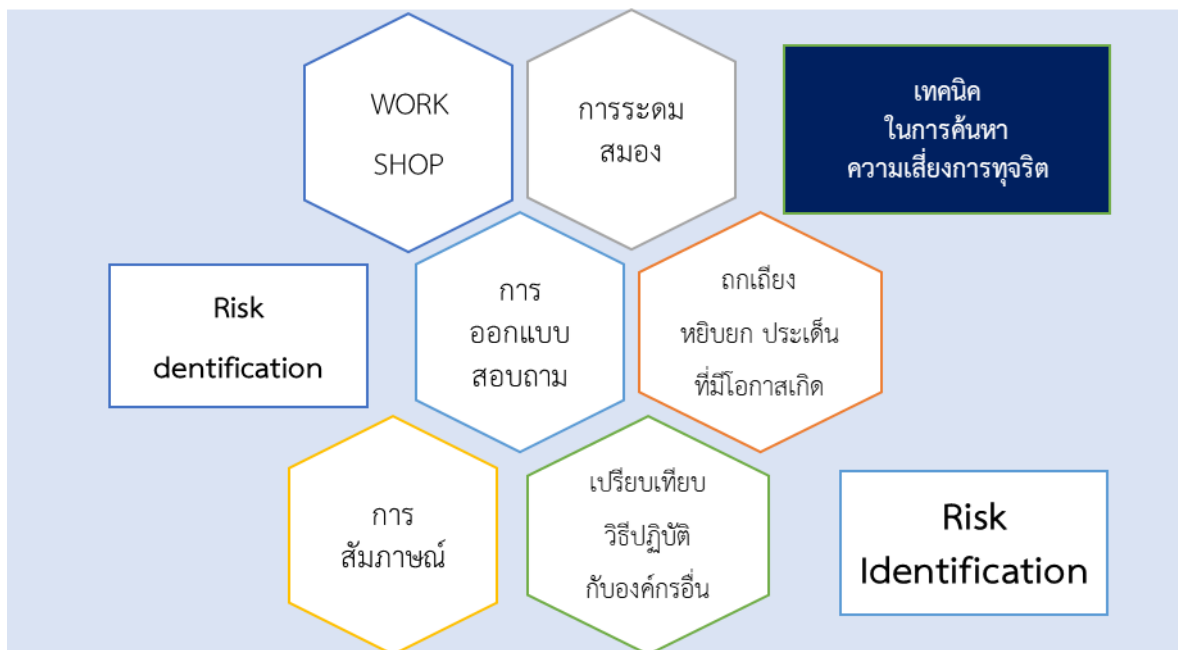 WORK
SHOP
การระดม
สมอง
เทคนิค
ในการค้นหา
ความเสี่ยงการทุจริต
Risk
dentification
การ
ออกแบบ
สอบถาม
ถกเถียง
หยิบยก ประเด็น
ที่มีโอกาสเกิด
การ
สัมภาษณ์
เปรียบเทียบ
วิธีปฏิบัติ
กับองค์กรอื่น
Risk
Identification